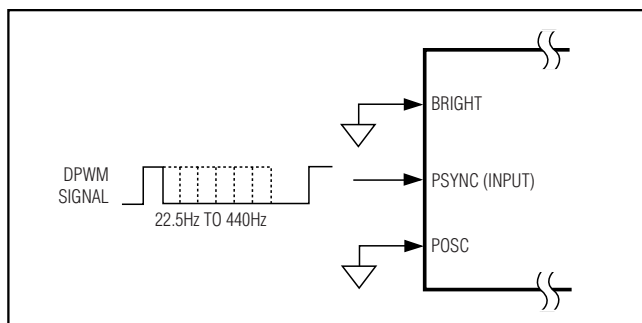 BRIGHT
DPWM
SIGNAL
PSYNC (INPUT)
22.5Hz TO 440Hz
POSC